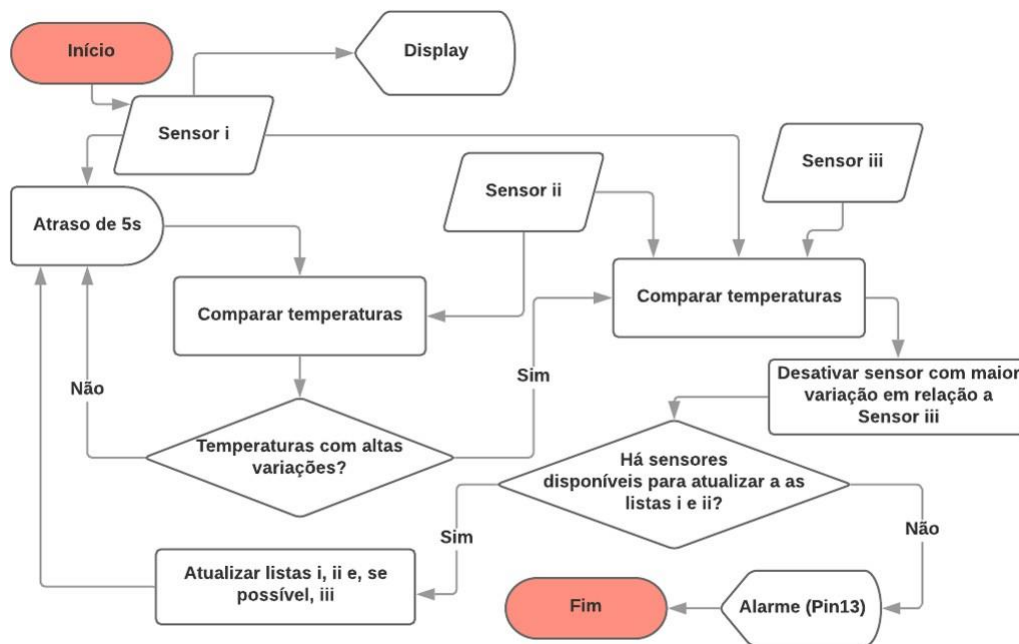 Início
Display
Sensor i
Sensor iii
Sensor ii
Atraso de 5s
Comparar temperaturas
Comparar temperaturas
Não
Sim
Desativar sensor com maior
variação em relação a
Sensor iii
Temperaturas com altas
variações?
Há sensores
disponíveis para atualizar a as
listas i e ii?
Sim
Não
Atualizar listas i, ii e, se
possível, iii
Fim
Alarme (Pin13)